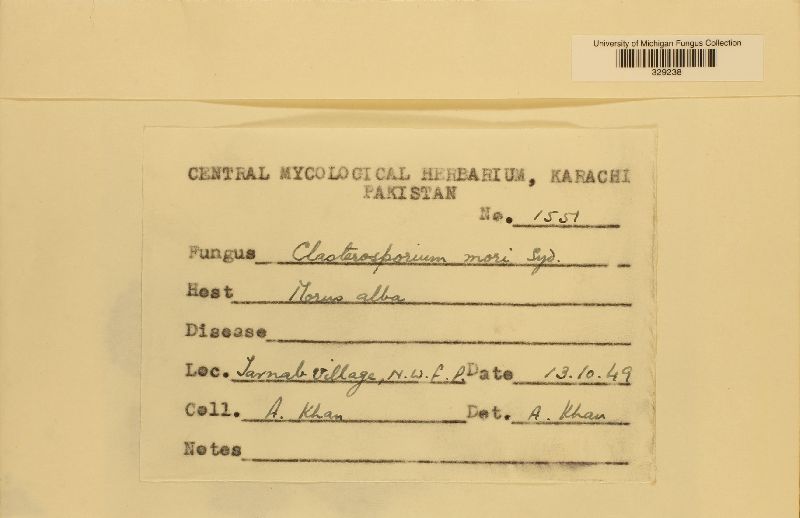 University of Michigan Fungus Collection
329238
CENTRAL MYCOLOGICAL HERBARIUM, KARACHI
PAKISTAN
No. 1551
Fungus Clasterosporium mori Syd.
Host Morus alba
Disease
Loc. Tarnab Village, N.W.F.P. Date 13.10.49
Coll. A. Khan Det. A. Khan
Notes